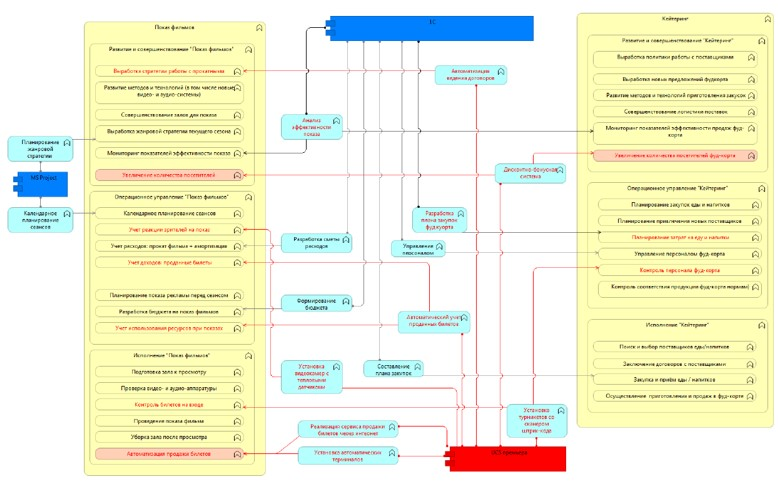 Показ фильмов
Развитие и совершенствование "Показ фильмов"
Выработка стратегии работы с прокатчиками
Развитие методов и технологий (в том числе новые
видео- и аудио-системы)
Совершенствование залов для показа
Выработка жанровой стратегии текущего сезона
Мониторинг показателей эффективности показа
Увеличение количества посетителей
Операционное управление "Показ фильмов"
Календарное планирование сеансов
Учет реакции зрителей на показ
Учет расходов: прокат фильма + амортизация
Учет доходов: проданные билеты
Планирование показа рекламы перед сеансом
Разработка бюджета на показ фильмов
Учет использования ресурсов при показах
Исполнение "Показ фильмов"
Подготовка зала к просмотру
Проверка видео- и аудио-аппаратуры
Контроль билетов на входе
Проведение показа фильма
Уборка зала после просмотра
Автоматизация продажи билетов
Планирование
жанровой
стратегии
MS Project
Календарное
планирование
сеансов
1С
Автоматизация
ведения договоров
Анализ
эффективности
показа
Дисконтно-бонусная
система
Разработка
плана закупок
фудкорта
Разработка сметы
расходов
Управление
персоналом
Формирование
бюджета
Автоматический учет
проданных билетов
Установка
видеокамер с
тепловыми
датчиками
Составление
плана закупок
Реализация сервиса продажи
билетов через интернет
Установка автоматических
терминалов
Установка
турникетов со
сканером
штрих-кода
Кейтеринг
Развитие и совершенствование "Кейтеринг"
Выработка политики работы с поставщиками
Выработка новых предложений фудкорта
Развитие методов и технологий приготовления закусок
Совершенствование логистики поставок
Мониторинг показателей эффективности продаж фуд-
корта
Увеличение количества посетителей фуд-корта
Операционное управление "Кейтеринг"
Планирование закупок еды и напитков
Планирование привлечения новых поставщиков
Планирование затрат на еду и напитки
Управление персоналом фуд-корта
Контроль персонала фуд-корта
Контроль соответствия продукции фуд-корта нормам
Исполнение "Кейтеринг"
Поиск и выбор поставщиков еды/напитков
Заключение договоров с поставщиками
Закупка и приём еды / напитков
Осуществление приготовления и продаж в фуд-корте